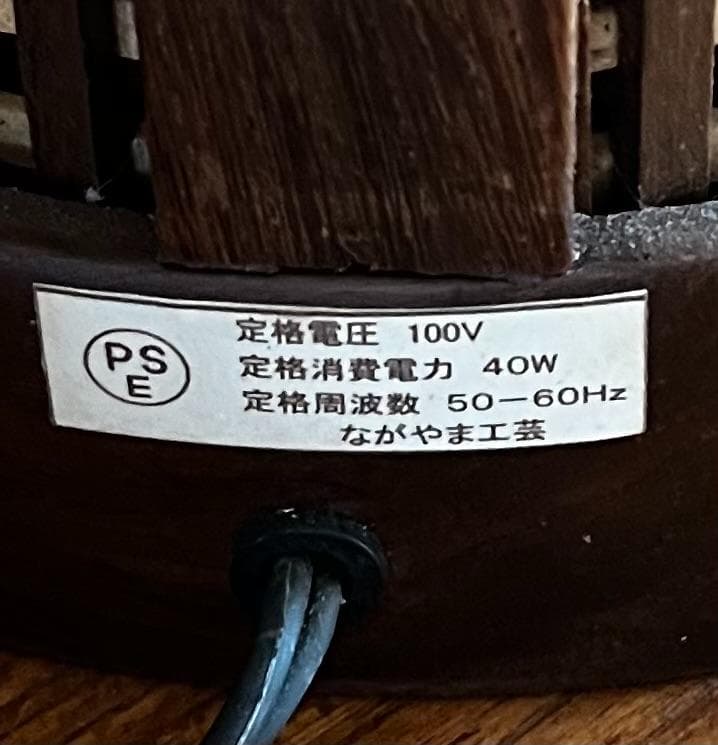 PS
E
定格電圧 100V
定格消費電力 40W
定格周波数 50－60Hz
ながやま工芸